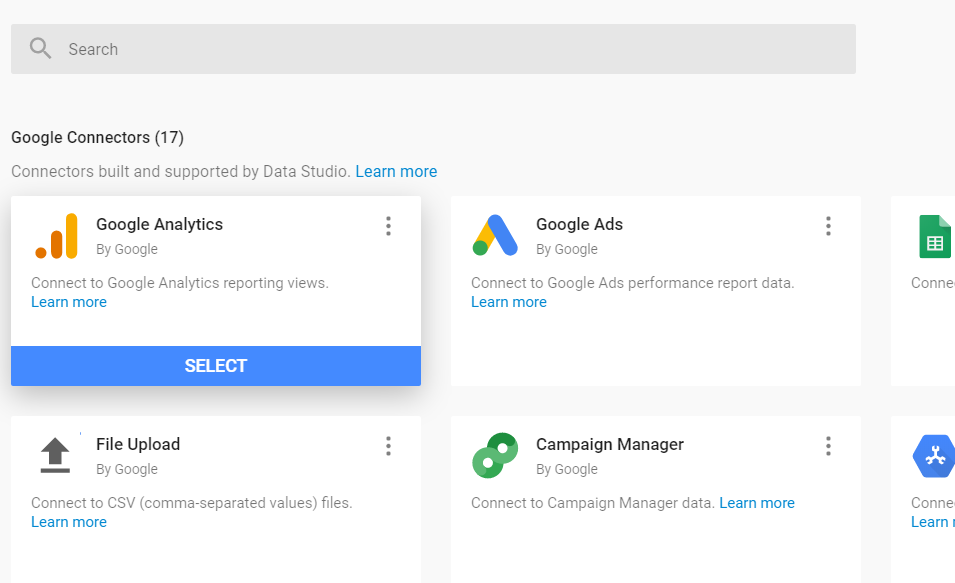 Search
Google Connectors (17)
Connectors built and supported by Data Studio. Learn more
Google Analytics
By Google
Connect to Google Analytics reporting views.
Learn more
SELECT
Google Ads
By Google
Connect to Google Ads performance report data.
Learn more
File Upload
By Google
Connect to CSV (comma-separated values) files.
Learn more
Campaign Manager
By Google
Connect to Campaign Manager data. Learn more
Learn